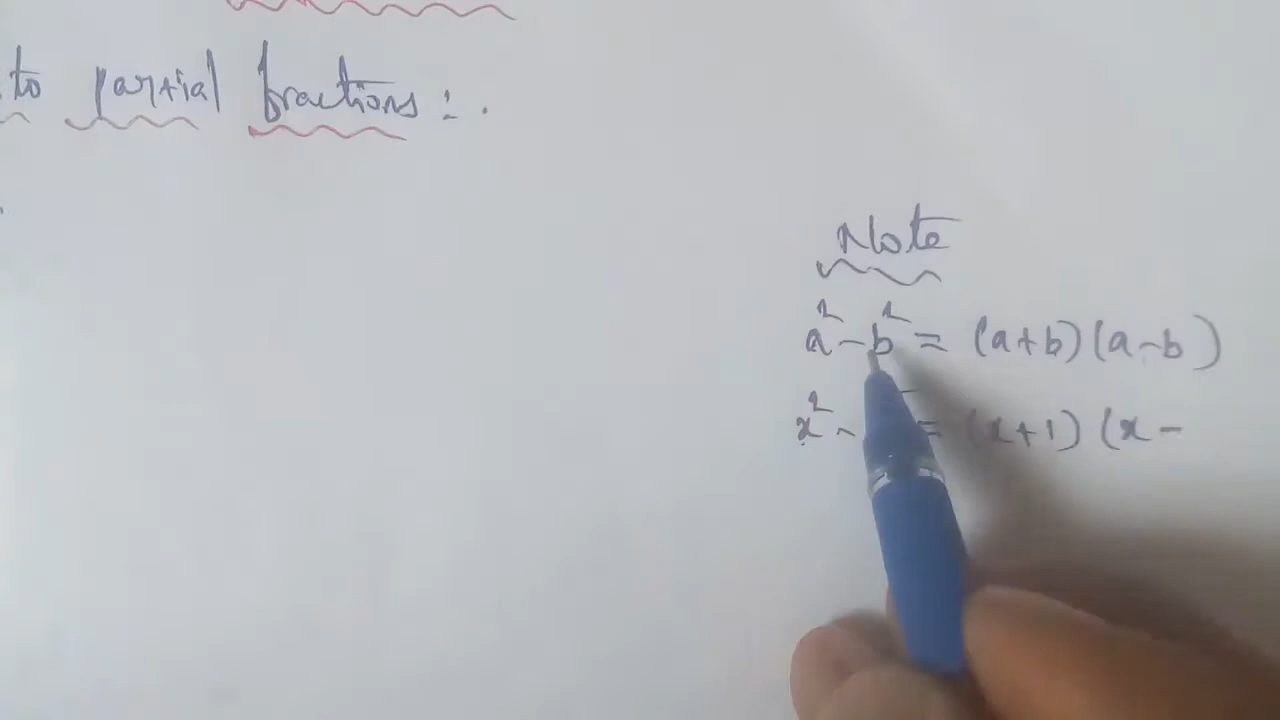 to partial fractions :.
Note
a² - b² = (a+b)(a-b)
x² - = (x+1) (x -